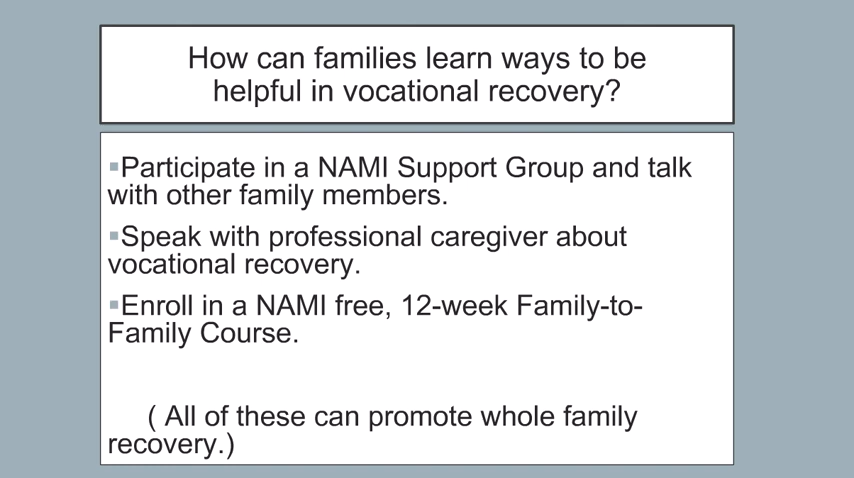 How can families learn ways to be
helpful in vocational recovery?
▪Participate in a NAMI Support Group and talk
with other family members.
▪Speak with professional caregiver about
vocational recovery.
▪Enroll in a NAMI free, 12-week Family-to-
Family Course.
( All of these can promote whole family
recovery.)